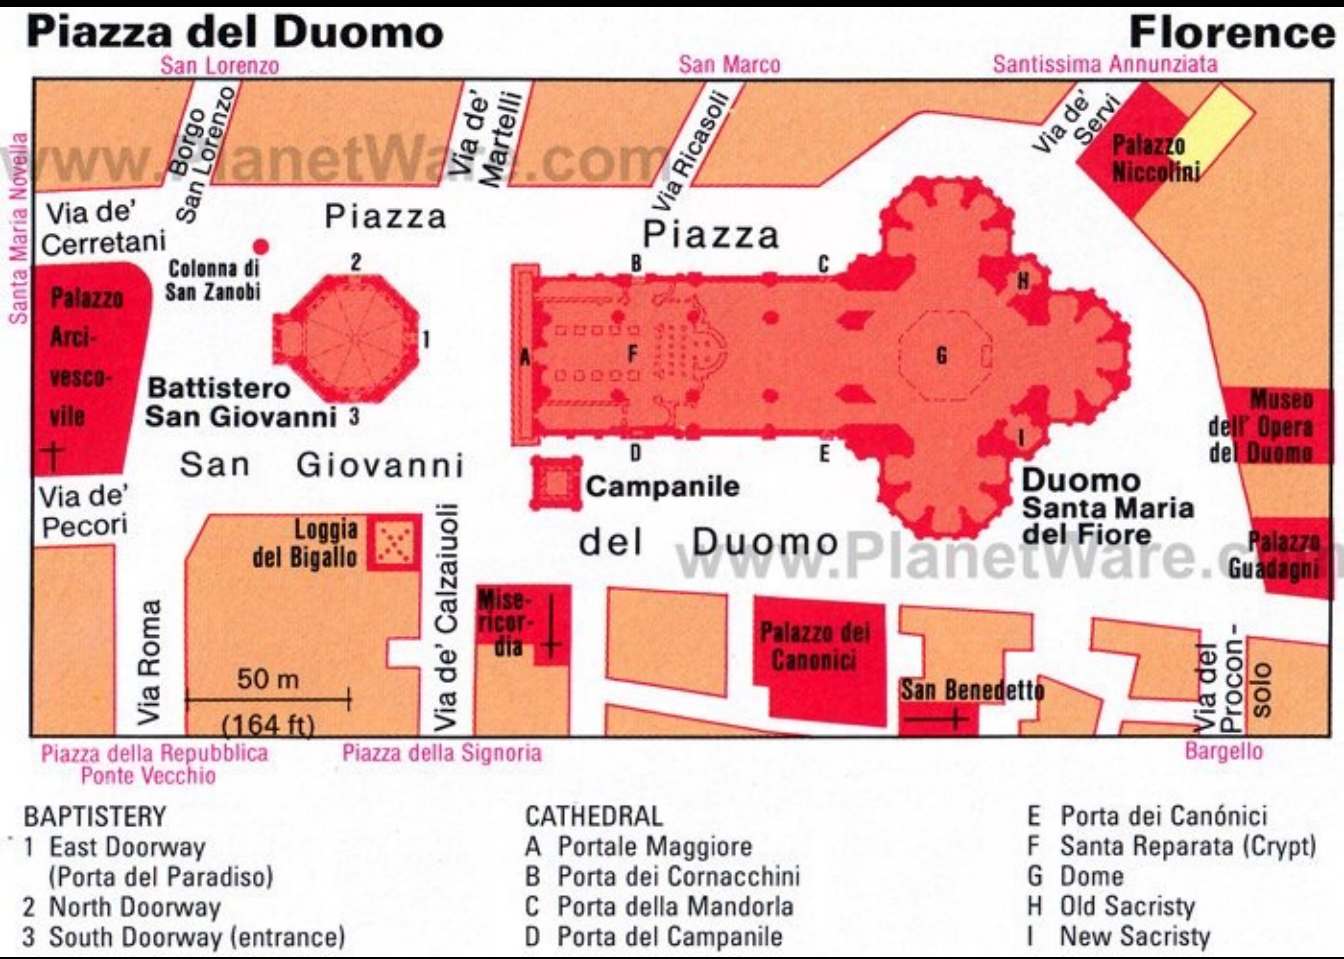 Piazza del Duomo
Florence
San Lorenzo
San Marco
Santissima Annunziata
Santa Maria Novella
Borgo
San Lorenzo
Via de'
Martelli
Via Ricasoli
Via de'
Servi
Palazzo
Niccolini
www.PlanetWare.com
Via de'
Cerretani
Piazza
Piazza
Colonna di
San Zanobi
2
B
C
H
Palazzo
Arci-
vesco-
vile
1
A
F
G
Battistero
San Giovanni
3
I
Museo
dell' Opera
del Duomo
D
E
San Giovanni
Campanile
Duomo
Santa Maria
del Fiore
Via de'
Pecori
Loggia
del Bigallo
del Duomo
www.PlanetWare.com
Palazzo
Guadagni
Via Roma
Via de' Calzaiuoli
Mise-
ricor-
dia
Palazzo dei
Canonici
San Benedetto
Via del
Procon-
solo
50 m
(164 ft)
Piazza della Repubblica
Ponte Vecchio
Piazza della Signoria
Bargello
BAPTISTERY
1 East Doorway
(Porta del Paradiso)
2 North Doorway
3 South Doorway (entrance)
CATHEDRAL
A Portale Maggiore
B Porta dei Cornacchini
C Porta della Mandorla
D Porta del Campanile
E Porta dei Canónici
F Santa Reparata (Crypt)
G Dome
H Old Sacristy
I New Sacristy